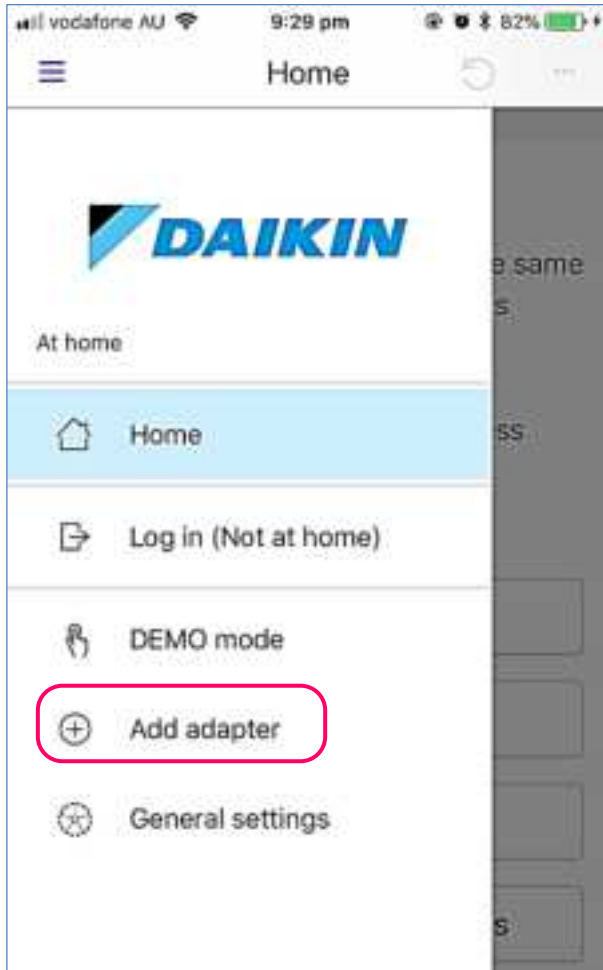 vodafone AU 9:29 pm 82%
Home
DAIKIN
e same
s
At home
Home
ss
Log in (Not at home)
DEMO mode
Add adapter
General settings
s